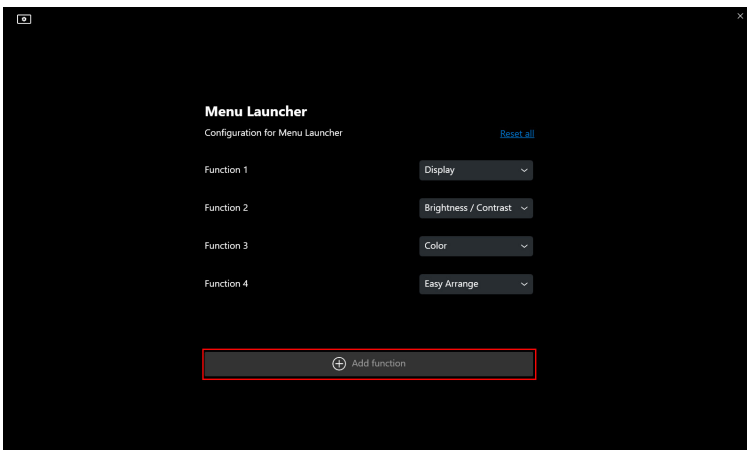 Menu Launcher
Configuration for Menu Launcher Reset all
Function 1 Display
Function 2 Brightness / Contrast
Function 3 Color
Function 4 Easy Arrange
Add function